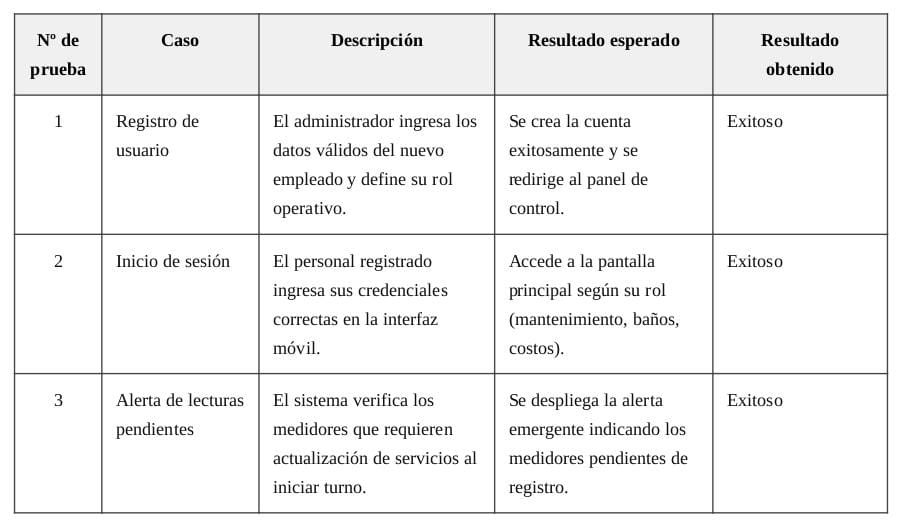 Nº de
prueba
Caso
Descripción
Resultado esperado
Resultado
obtenido
1
Registro de
usuario
El administrador ingresa los
datos válidos del nuevo
empleado y define su rol
operativo.
Se crea la cuenta
exitosamente y se
redirige al panel de
control.
Exitoso
2
Inicio de sesión
El personal registrado
ingresa sus credenciales
correctas en la interfaz
móvil.
Accede a la pantalla
principal según su rol
(mantenimiento, baños,
costos).
Exitoso
3
Alerta de lecturas
pendientes
El sistema verifica los
medidores que requieren
actualización de servicios al
iniciar turno.
Se despliega la alerta
emergente indicando los
medidores pendientes de
registro.
Exitoso